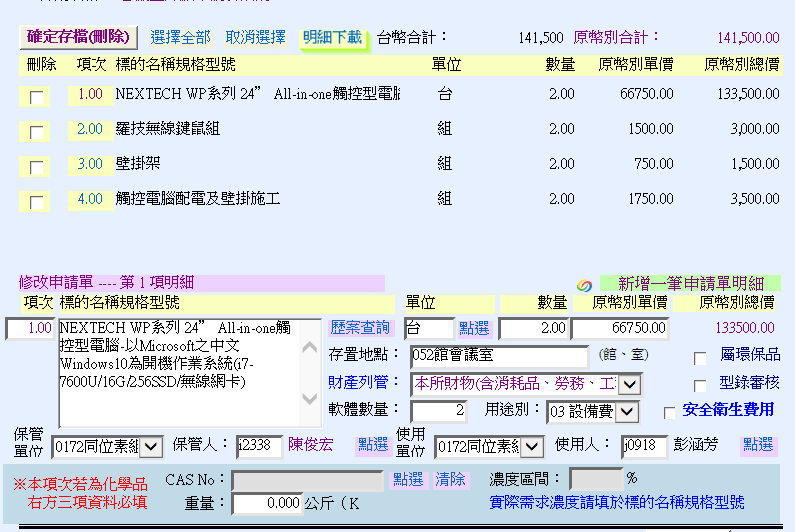 確定存檔(刪除) 選擇全部 取消選擇 明細下載 台幣合計： 141,500 原幣別合計： 141,500.00
刪除 項次 標的名稱規格型號 單位 數量 原幣別單價 原幣別總價
1.00 NEXTECH WP系列 24” All-in-one觸控型電腦 台 2.00 66750.00 133,500.00
2.00 羅技無線鍵鼠組 組 2.00 1500.00 3,000.00
3.00 壁掛架 組 2.00 750.00 1,500.00
4.00 觸控電腦配電及壁掛施工 組 2.00 1750.00 3,500.00
修改申請單 ---- 第 1 項明細 新增一筆申請單明細
項次 標的名稱規格型號 單位 數量 原幣別單價 原幣別總價
1.00 NEXTECH WP系列 24” All-in-one觸 歷案查詢 台 點選 2.00 66750.00 133500.00
控型電腦-以Microsoft之中文 存置地點： 052館會議室 (館、室) 屬環保品
Windows10為開機作業系統(i7-
7600U/16G/256SSD/無線網卡) 財產列管： 本所財物(含消耗品、勞務、工 型錄審核
軟體數量： 2 用途別： 03 設備費 安全衛生費用
保管單位 0172同位素組 保管人： i2338 陳俊宏 點選 使用單位 0172同位素組 使用人： j0918 彭涵芳 點選
※本項次若為化學品 CAS No： 點選 清除 濃度區間： %
右方三項資料必填 重量： 0.000 公斤（K 實際需求濃度請填於標的名稱規格型號